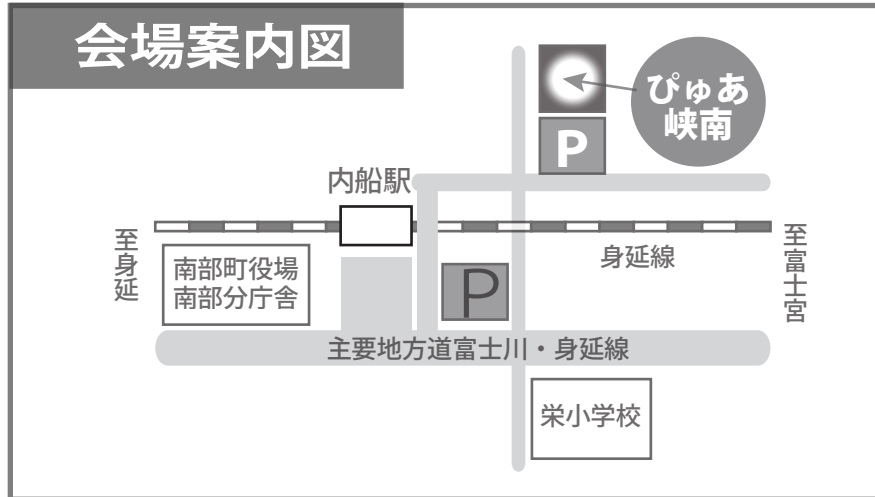 会場案内図
ぴゅあ
峡南
P
内船駅
至身延
身延線
至富士宮
南部町役場
南部分庁舎
P
主要地方道富士川・身延線
栄小学校